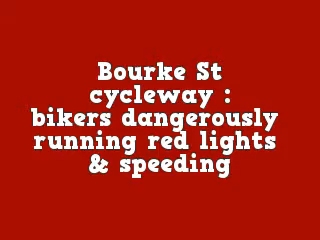 Bourke St
cycleway :
bikers dangerously
running red lights
& speeding